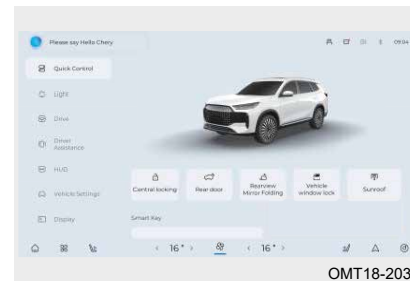 Please say Hello Chery
09:04
Quick Control
Light
Drive
Driver
Assistance
HUD
Vehicle Settings
Display
Central locking
Rear door
Rearview
Mirror Folding
Vehicle
window lock
Sunroof
Smart Key
16°
16°
OMT18-203